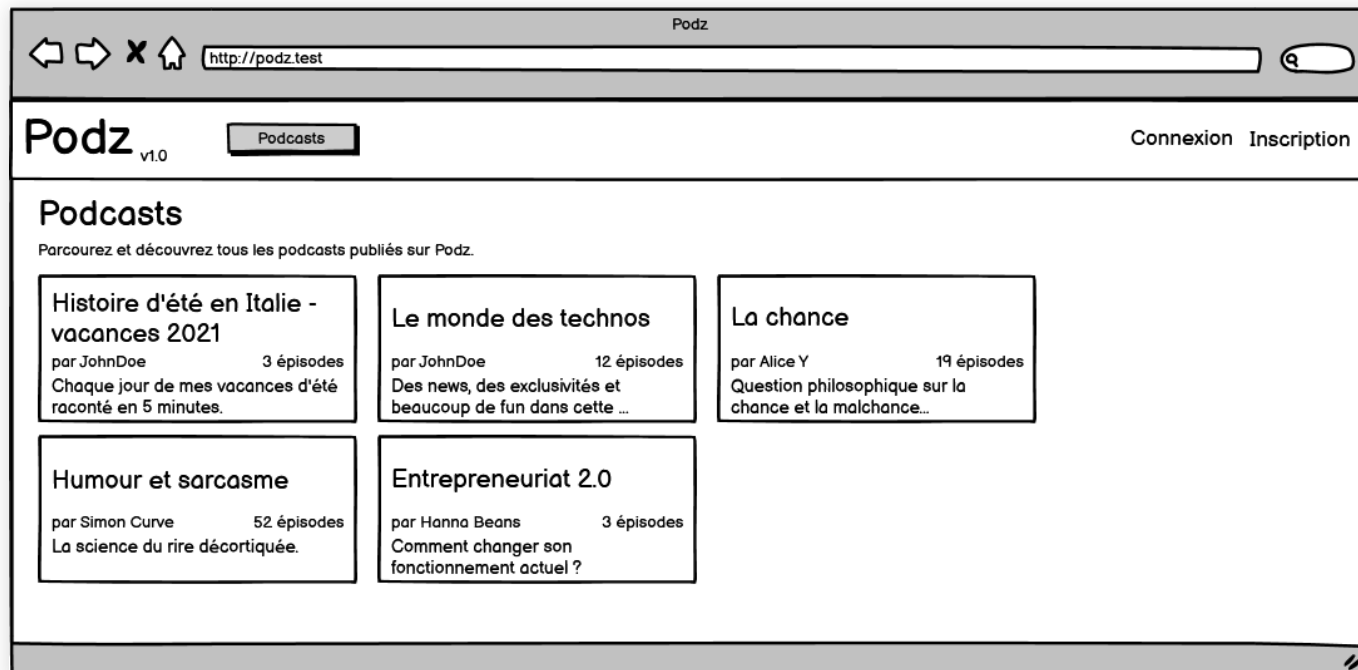 Podz
http://podz.test
Podz v1.0
Podcasts
Connexion
Inscription
Podcasts
Parcourez et découvrez tous les podcasts publiés sur Podz.
Histoire d'été en Italie -
vacances 2021
par JohnDoe
3 épisodes
Chaque jour de mes vacances d'été
raconté en 5 minutes.
Le monde des technos
par JohnDoe
12 épisodes
Des news, des exclusivités et
beaucoup de fun dans cette ...
La chance
par Alice Y
19 épisodes
Question philosophique sur la
chance et la malchance...
Humour et sarcasme
par Simon Curve
52 épisodes
La science du rire décortiquée.
Entrepreneuriat 2.0
par Hanna Beans
3 épisodes
Comment changer son
fonctionnement actuel ?